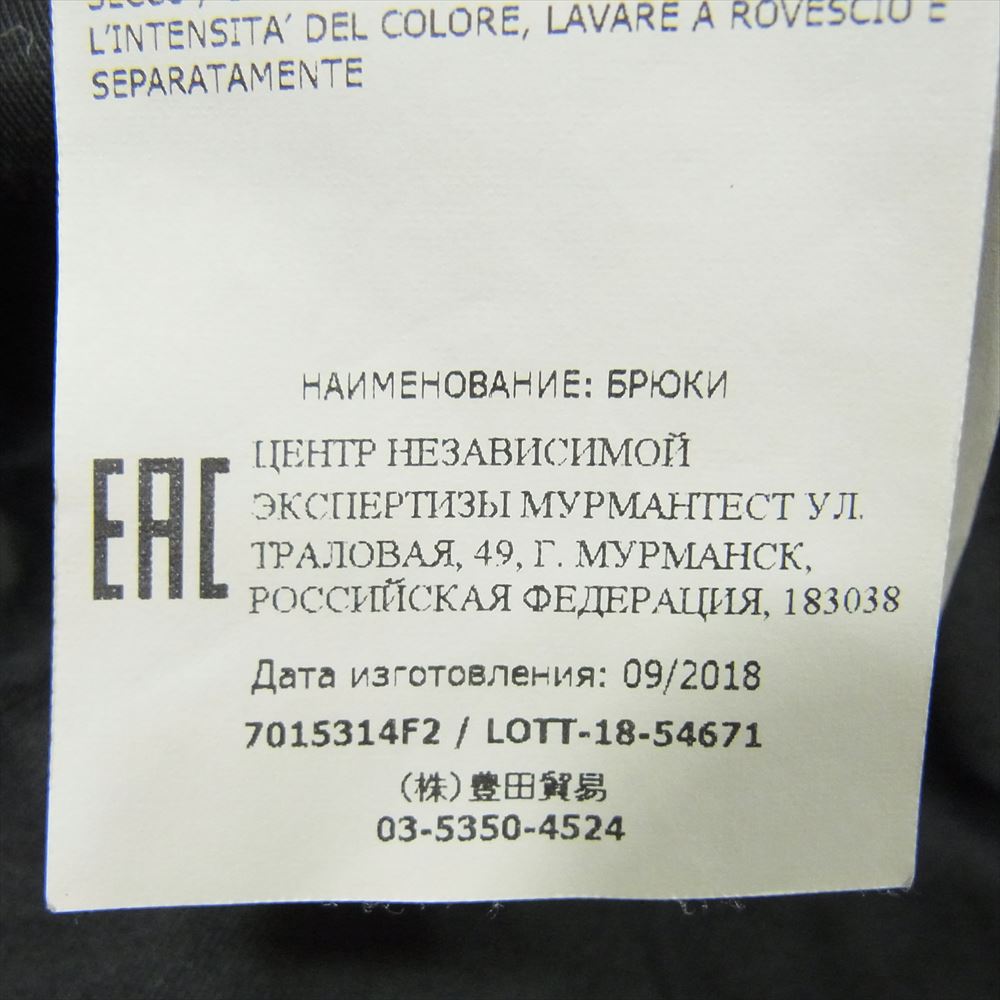 L'INTENSITA' DEL COLORE, LAVARE A ROVESCIO E
SEPARATAMENTE
НАИМЕНОВАНИЕ: БРЮКИ
EAC
ЦЕНТР НЕЗАВИСИМОЙ
ЭКСПЕРТИЗЫ МУРМАНТЕСТ УЛ.
ТРАЛОВАЯ, 49, Г. МУРМАНСК,
РОССИЙСКАЯ ФЕДЕРАЦИЯ, 183038
Дата изготовления: 09/2018
7015314F2 / LOTT-18-54671
(株)豊田貿易
03-5350-4524